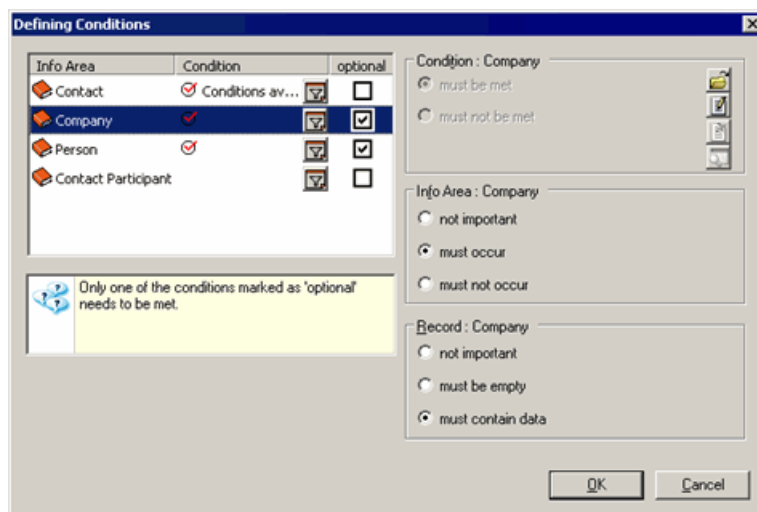 Defining Conditions
Info Area Condition optional
Contact Conditions av...
Company
Person
Contact Participant
Only one of the conditions marked as 'optional'
needs to be met.
Condition : Company
must be met
must not be met
Info Area : Company
not important
must occur
must not occur
Record : Company
not important
must be empty
must contain data
OK Cancel